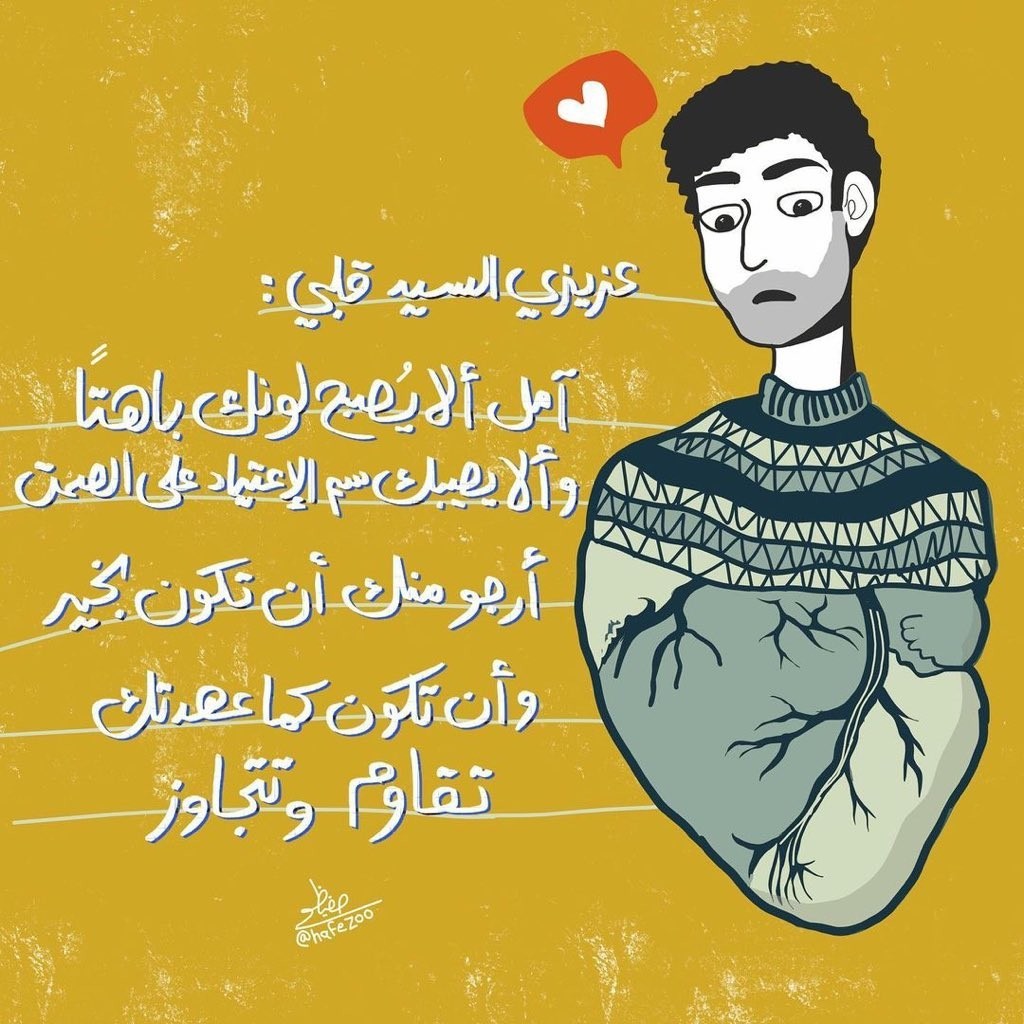 عزيزي السيد قلبي :
آمل ألا يُصبح لونك باهتاً
وألا يصيبك سم الإعتياد على الصمت
أرجو منك أن تكون بخير
وأن تكون كما عهدتك
تقاوم وتتجاوز
@hafezoo